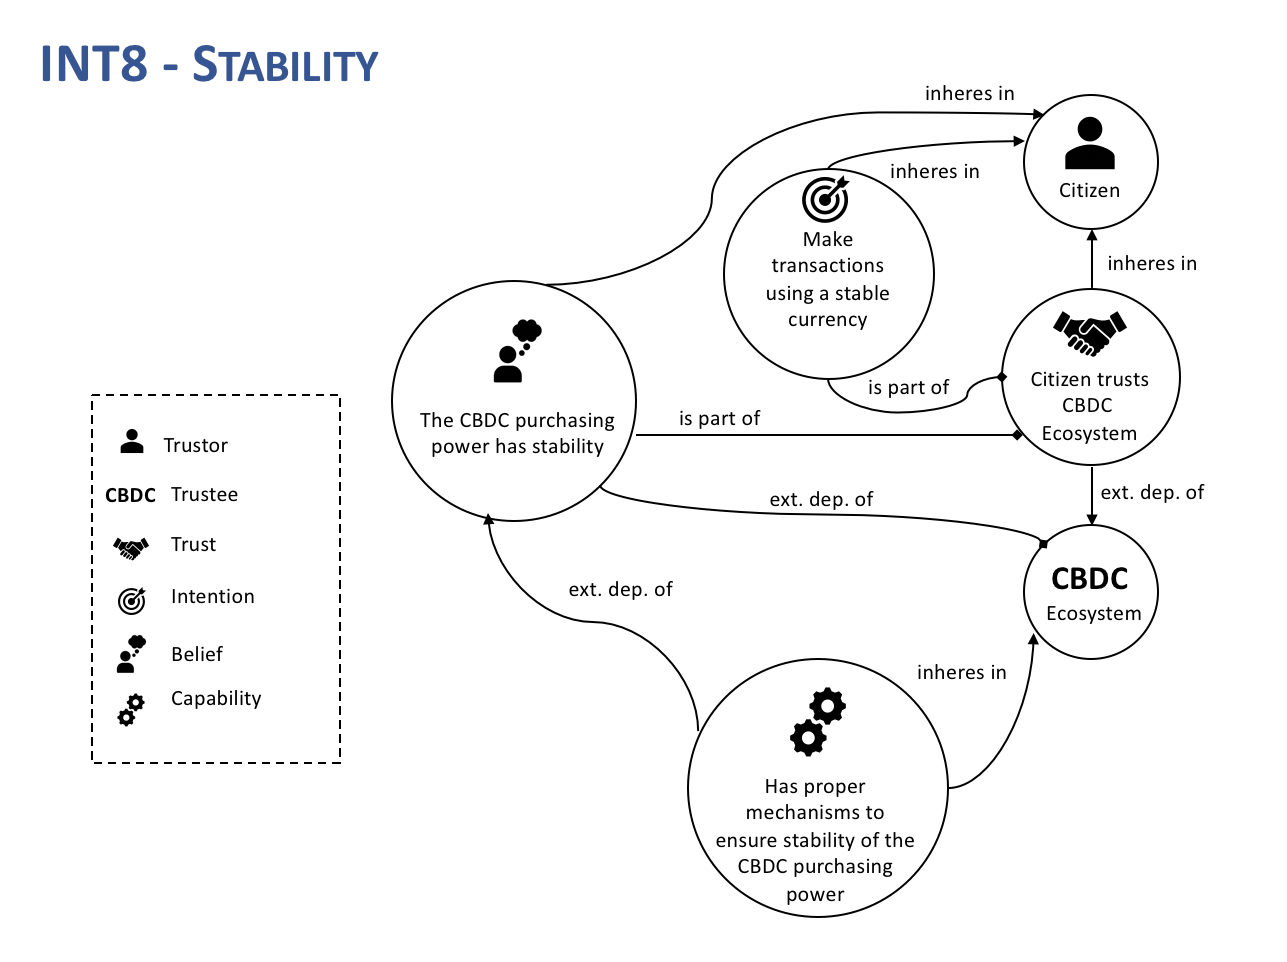 INT8 - STABILITY
inheres in
Citizen
inheres in
Make
transactions
using a stable
currency
inheres in
is part of
Citizen trusts
CBDC
Ecosystem
The CBDC purchasing
power has stability
is part of
ext. dep. of
ext. dep. of
CBDC
Ecosystem
ext. dep. of
inheres in
Has proper
mechanisms to
ensure stability of the
CBDC purchasing
power
Trustor
CBDC Trustee
Trust
Intention
Belief
Capability